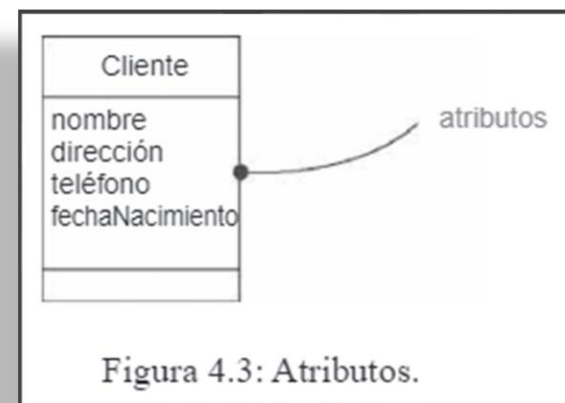 Cliente
nombre
dirección
teléfono
fechaNacimiento
atributos
Figura 4.3: Atributos.